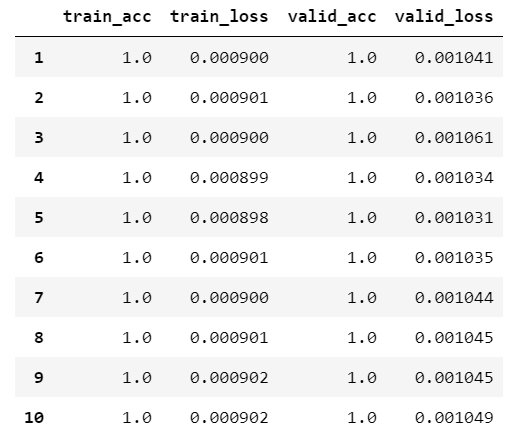 train_acc train_loss valid_acc valid_loss
1 1.0 0.000900 1.0 0.001041
2 1.0 0.000901 1.0 0.001036
3 1.0 0.000900 1.0 0.001061
4 1.0 0.000899 1.0 0.001034
5 1.0 0.000898 1.0 0.001031
6 1.0 0.000901 1.0 0.001035
7 1.0 0.000900 1.0 0.001044
8 1.0 0.000901 1.0 0.001045
9 1.0 0.000902 1.0 0.001045
10 1.0 0.000902 1.0 0.001049